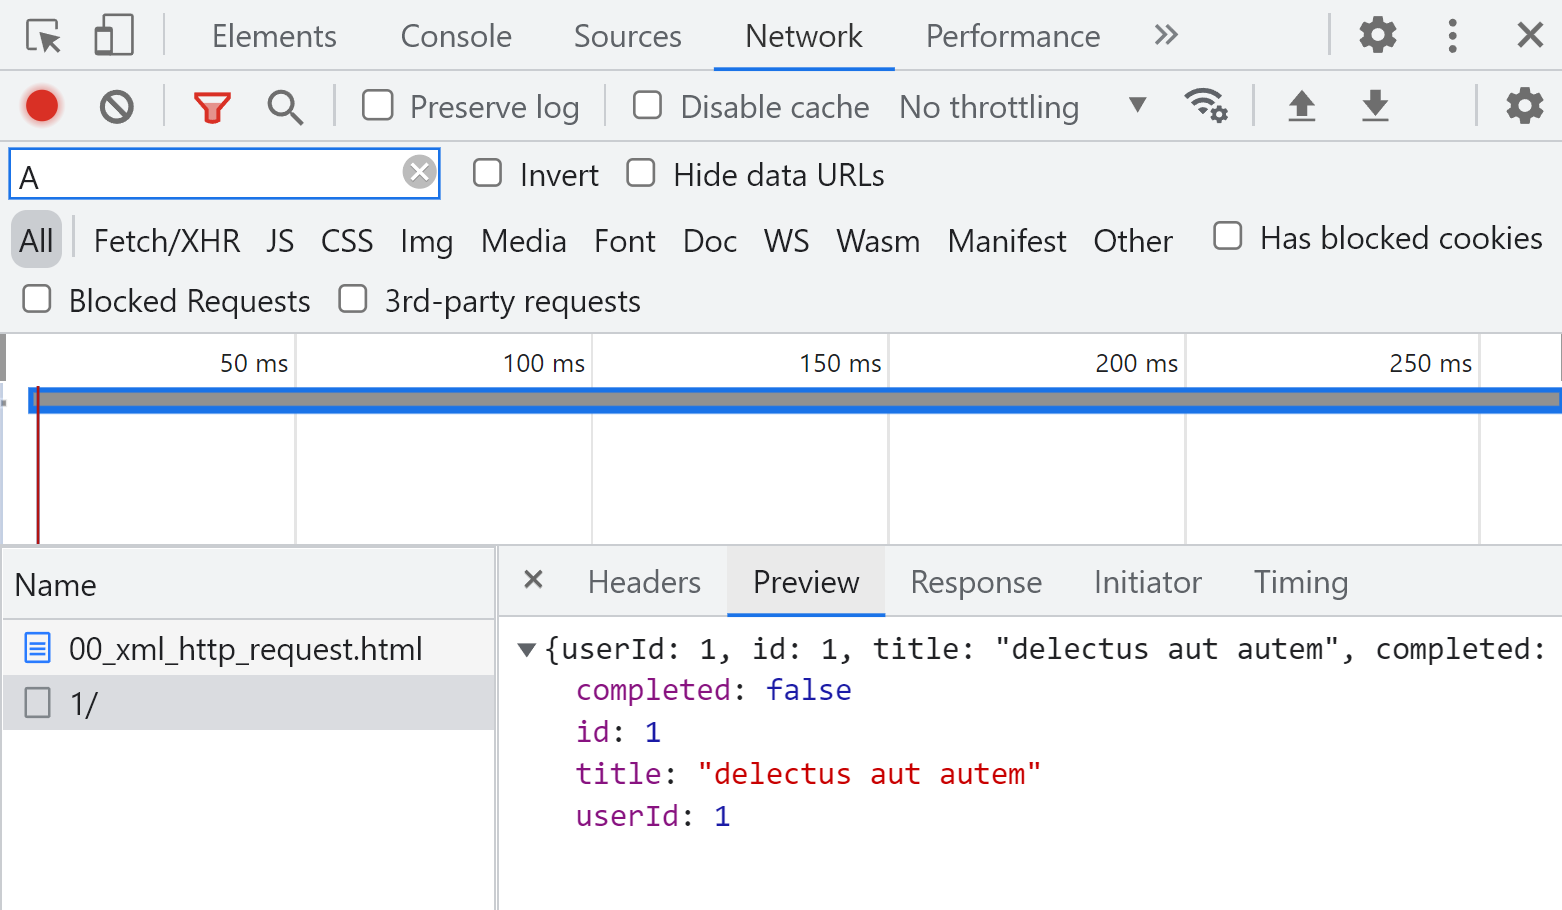 Elements Console Sources Network Performance »
Preserve log Disable cache No throttling
A Invert Hide data URLs
All Fetch/XHR JS CSS Img Media Font Doc WS Wasm Manifest Other Has blocked cookies
Blocked Requests 3rd-party requests
50 ms 100 ms 150 ms 200 ms 250 ms
Name
00_xml_http_request.html
1/
Headers Preview Response Initiator Timing
{userId: 1, id: 1, title: "delectus aut autem", completed:
completed: false
id: 1
title: "delectus aut autem"
userId: 1